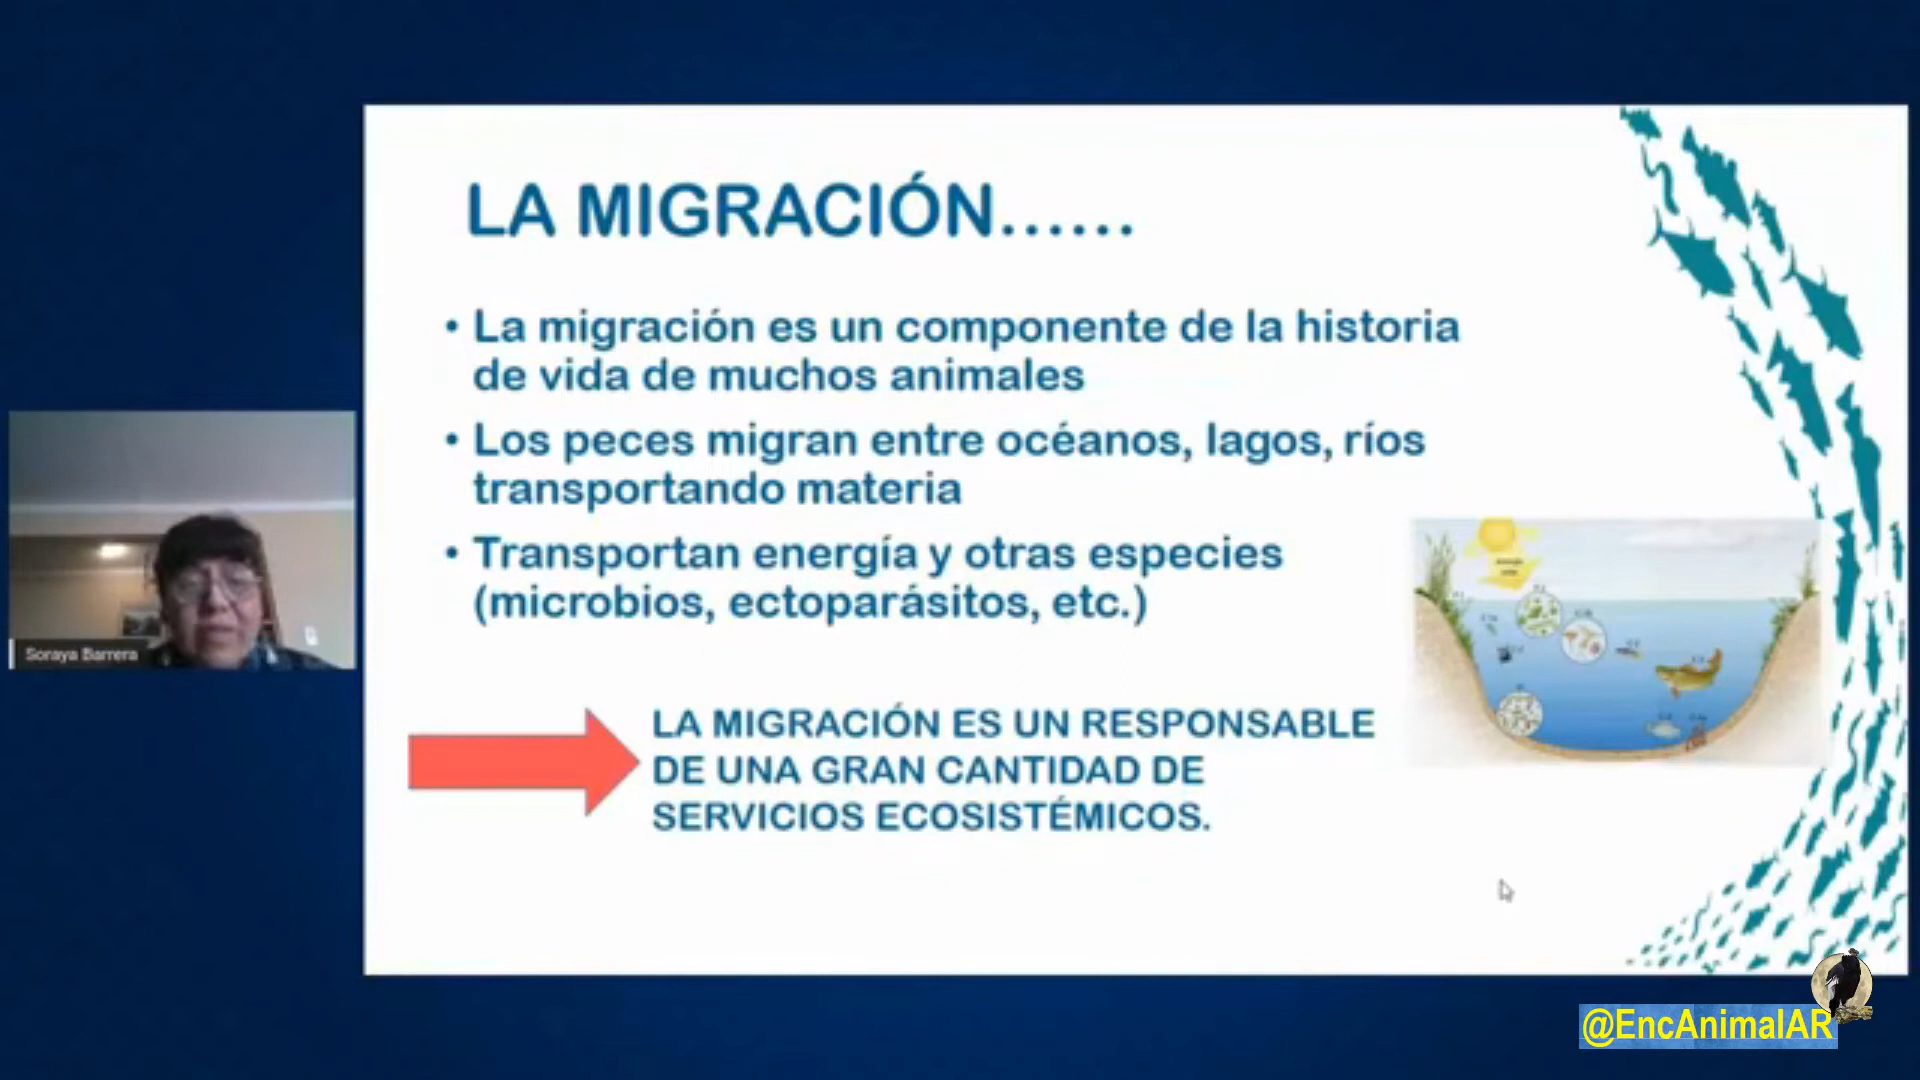 LA MIGRACIÓN......
• La migración es un componente de la historia
de vida de muchos animales
• Los peces migran entre océanos, lagos, ríos
transportando materia
• Transportan energía y otras especies
(microbios, ectoparásitos, etc.)
LA MIGRACIÓN ES UN RESPONSABLE
DE UNA GRAN CANTIDAD DE
SERVICIOS ECOSISTÉMICOS.
Soraya Barrera
@EncAnimalAR